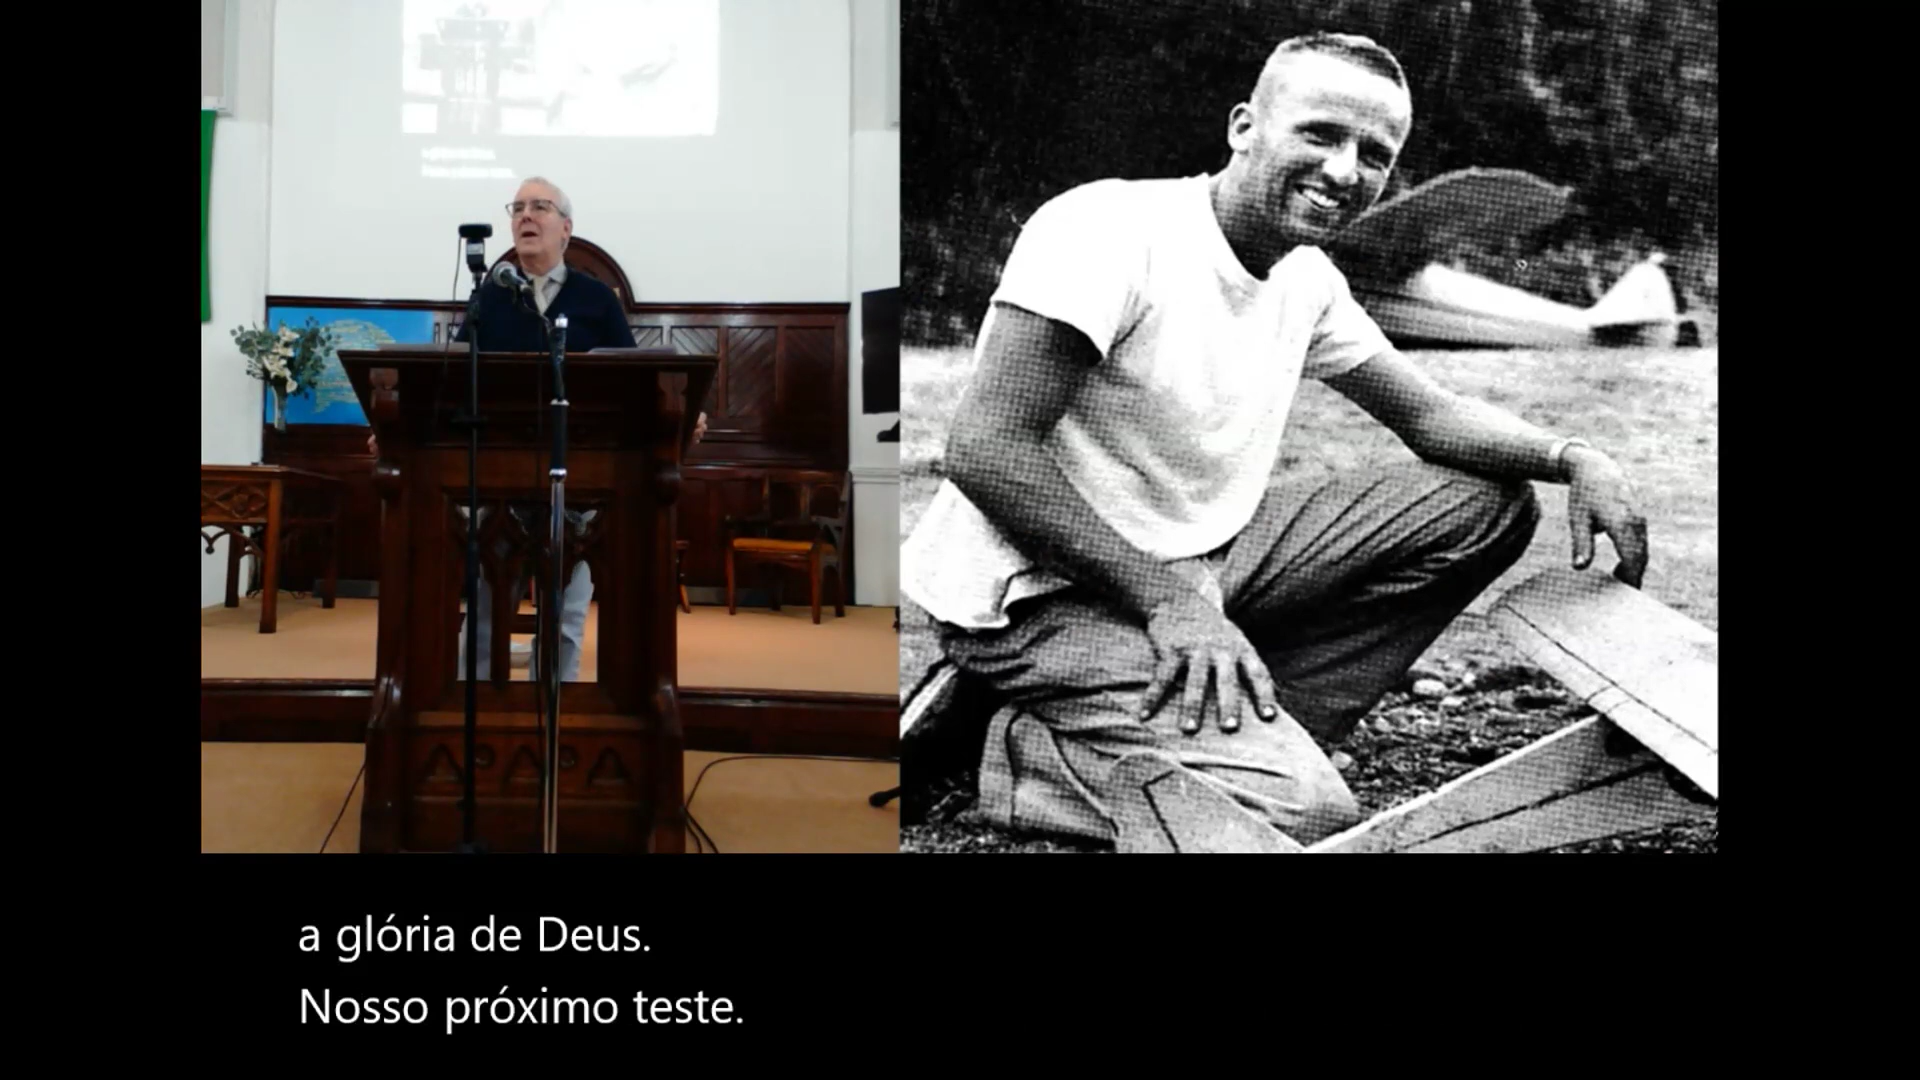 a glória de Deus.
Nosso próximo teste.